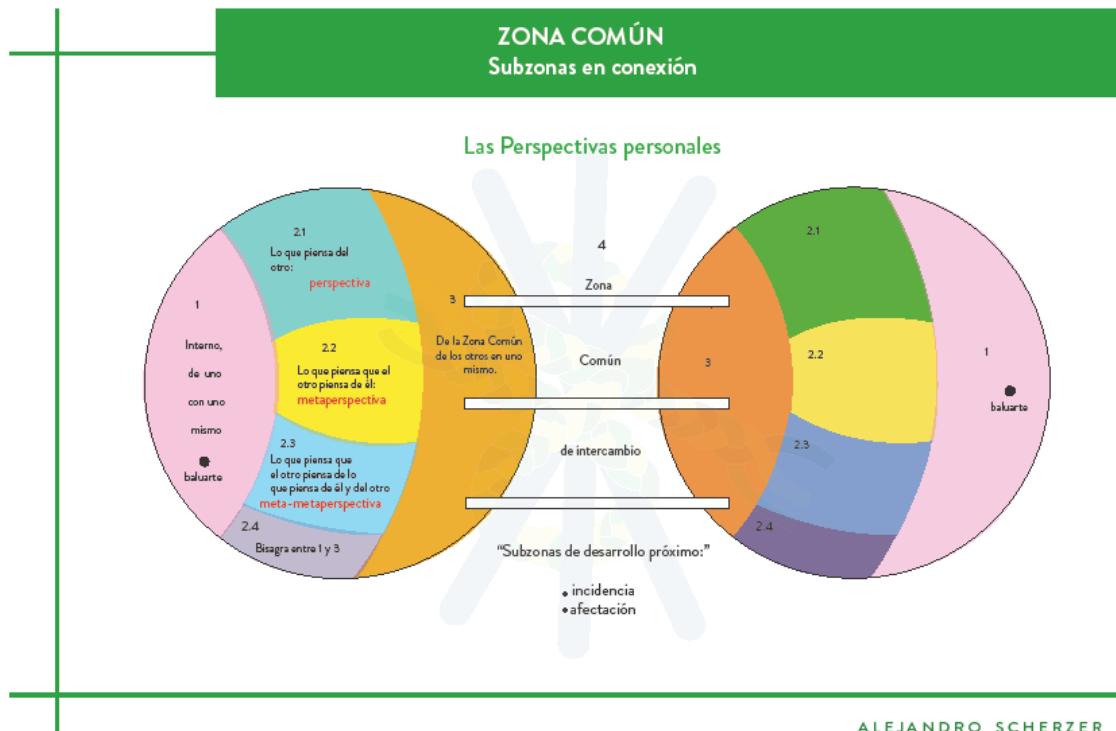 ZONA COMÚN
Subzonas en conexión
Las Perspectivas personales
1
Interno,
de uno
con uno
mismo
baluarte
2.1
Lo que piensa del
otro:
perspectiva
2.2
Lo que piensa que el
otro piensa de él:
metaperspectiva
2.3
Lo que piensa que
el otro piensa de lo
que piensa de él y del otro
meta-metaperspectiva
2.4
Bisagra entre 1 y 3
3
De la Zona Común
de los otros en uno
mismo.
4
Zona
Común
de intercambio
“Subzonas de desarrollo próximo:”
• incidencia
• afectación
3
2.1
2.2
2.3
2.4
1
baluarte
ALEJANDRO SCHERZER